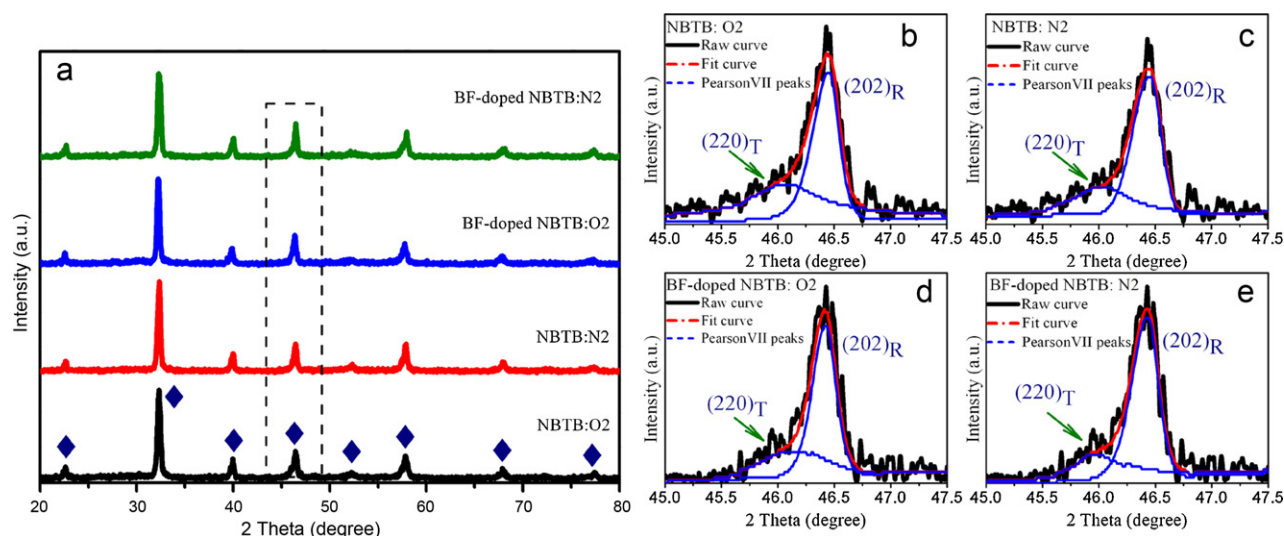 a
BF-doped NBTB:N2
BF-doped NBTB:O2
NBTB:N2
NBTB:O2
Intensity (a.u.)
20 30 40 50 60 70 80
2 Theta (degree)
NBTB: O2
b
Raw curve
Fit curve
PearsonVII peaks
(202)R
(220)T
Intensity (a.u.)
45.0 45.5 46.0 46.5 47.0 47.5
2 Theta (degree)
NBTB: N2
c
Raw curve
Fit curve
PearsonVII peaks
(202)R
(220)T
Intensity (a.u.)
45.0 45.5 46.0 46.5 47.0 47.5
2 Theta (degree)
BF-doped NBTB: O2
d
Raw curve
Fit curve
PearsonVII peaks
(202)R
(220)T
Intensity (a.u.)
45.0 45.5 46.0 46.5 47.0 47.5
2 Theta (degree)
BF-doped NBTB: N2
e
Raw curve
Fit curve
PearsonVII peaks
(202)R
(220)T
Intensity (a.u.)
45.0 45.5 46.0 46.5 47.0 47.5
2 Theta (degree)